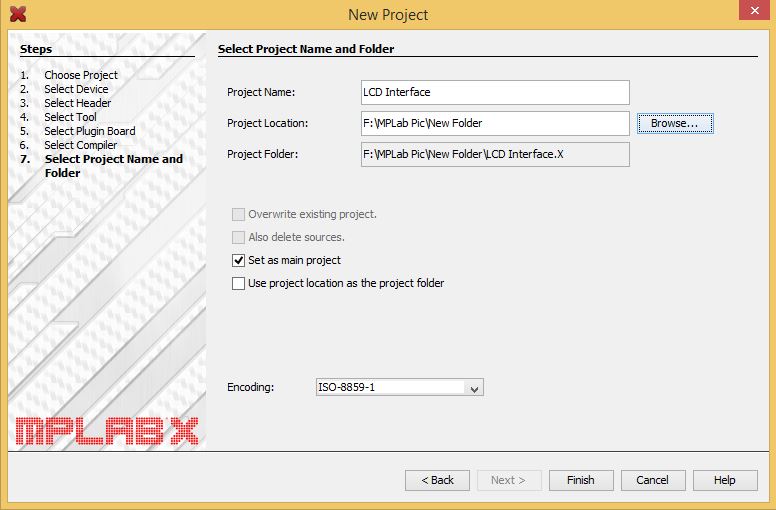 New Project
Steps
1. Choose Project
2. Select Device
3. Select Header
4. Select Tool
5. Select Plugin Board
6. Select Compiler
7. Select Project Name and
Folder
MPLAB X
Select Project Name and Folder
Project Name: LCD Interface
Project Location: F:\MPLab Pic\New Folder Browse...
Project Folder: F:\MPLab Pic\New Folder\LCD Interface.X
Overwrite existing project.
Also delete sources.
Set as main project
Use project location as the project folder
Encoding: ISO-8859-1
< Back Next > Finish Cancel Help